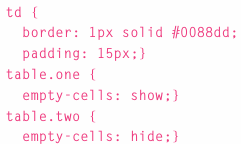 td {
  border: 1px solid #0088dd;
  padding: 15px;}
table.one {
  empty-cells: show;}
table.two {
  empty-cells: hide;}